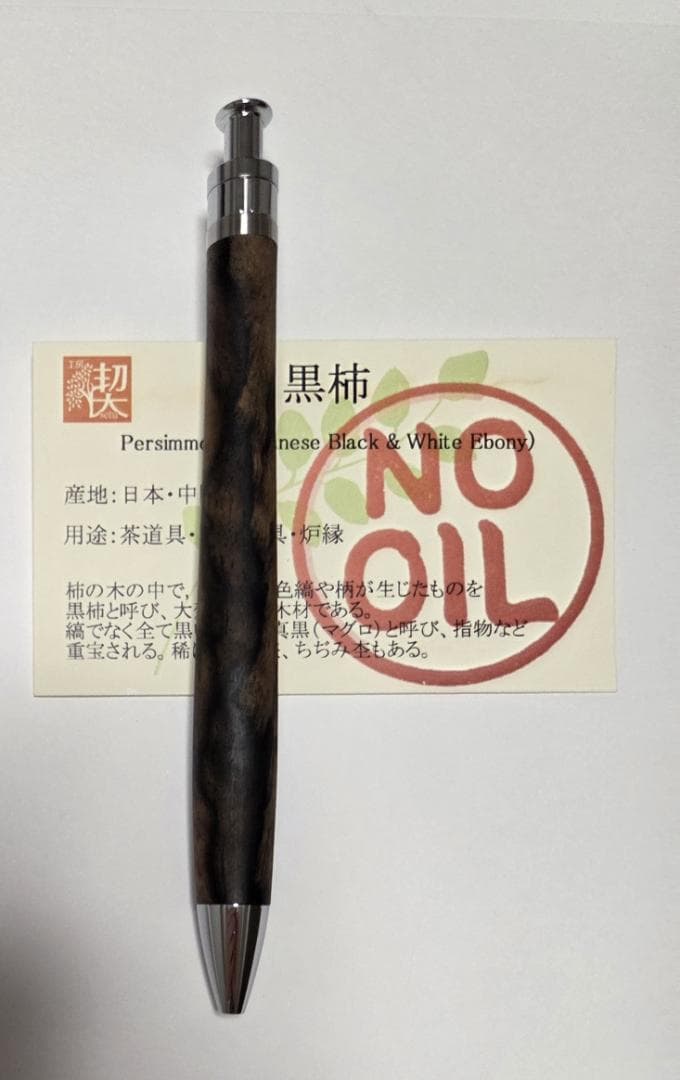 工房
契
黒柿
Black & White Ebony)
産地:日本・中
用途:茶道具・ 具・炉縁
柿の木の中で, 色縞や柄が生じたものを
黒柿と呼び、大 木材である。
縞でなく全て黒 真黒(マグロ)と呼び、指物など
重宝される。稀に 、ちぢみ杢もある。
NO
OIL